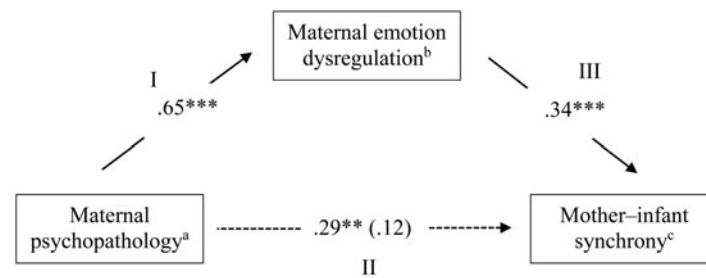 Maternal emotion
dysregulationᵇ
I
III
.65***
.34***
Maternal
psychopathologyᵃ
.29** (.12)
Mother–infant
synchronyᶜ
II